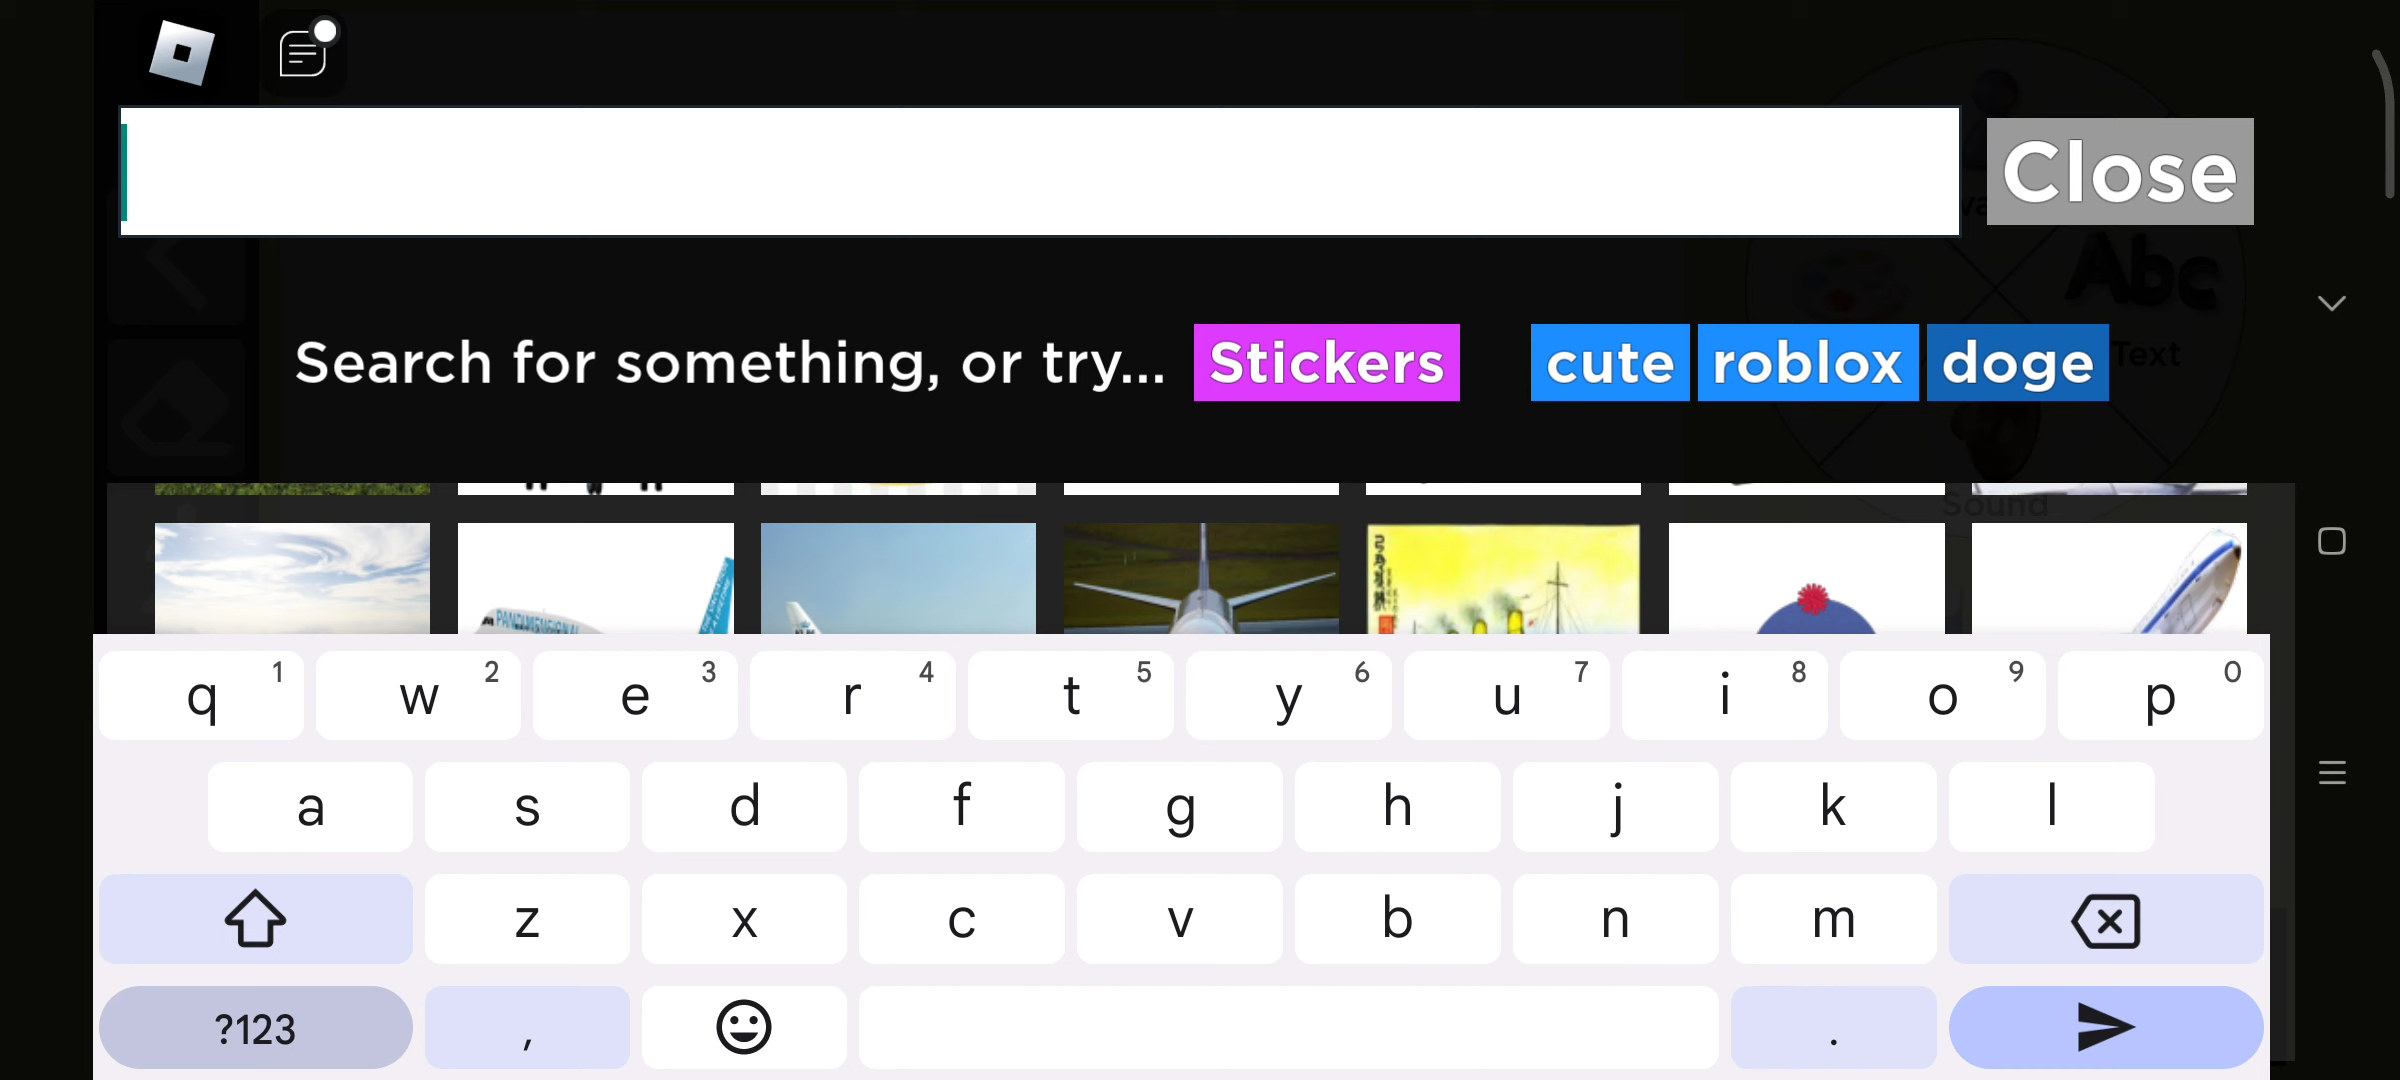 Close
Abc
Search for something, or try...
Stickers
cute
roblox
doge
Text
Sound
q 1 w 2 e 3 r 4 t 5 y 6 u 7 i 8 o 9 p 0
a s d f g h j k l
z x c v b n m
?123 , .